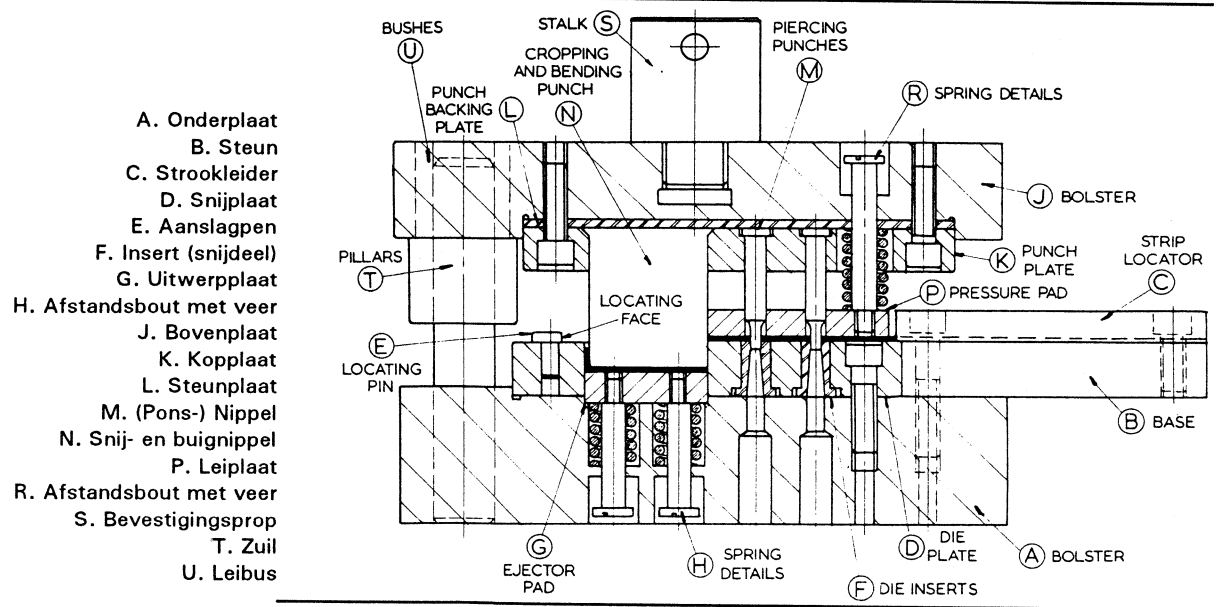 A. Onderplaat
B. Steun
C. Strookleider
D. Snijplaat
E. Aanslagpen
F. Insert (snijdeel)
G. Uitwerpplaat
H. Afstandsbout met veer
J. Bovenplaat
K. Kopplaat
L. Steunplaat
M. (Pons-) Nippel
N. Snij- en buignippel
P. Leiplaat
R. Afstandsbout met veer
S. Bevestigingsprop
T. Zuil
U. Leibus
BUSHES
U
STALK S
CROPPING
AND BENDING
PUNCH
N
PIERCING
PUNCHES
M
PUNCH
BACKING
PLATE
L
R SPRING DETAILS
J BOLSTER
K PUNCH
PLATE
STRIP
LOCATOR
C
PILLARS
T
P PRESSURE PAD
LOCATING
FACE
E
LOCATING
PIN
B BASE
G
EJECTOR
PAD
H SPRING
DETAILS
D DIE
PLATE
A BOLSTER
F DIE INSERTS